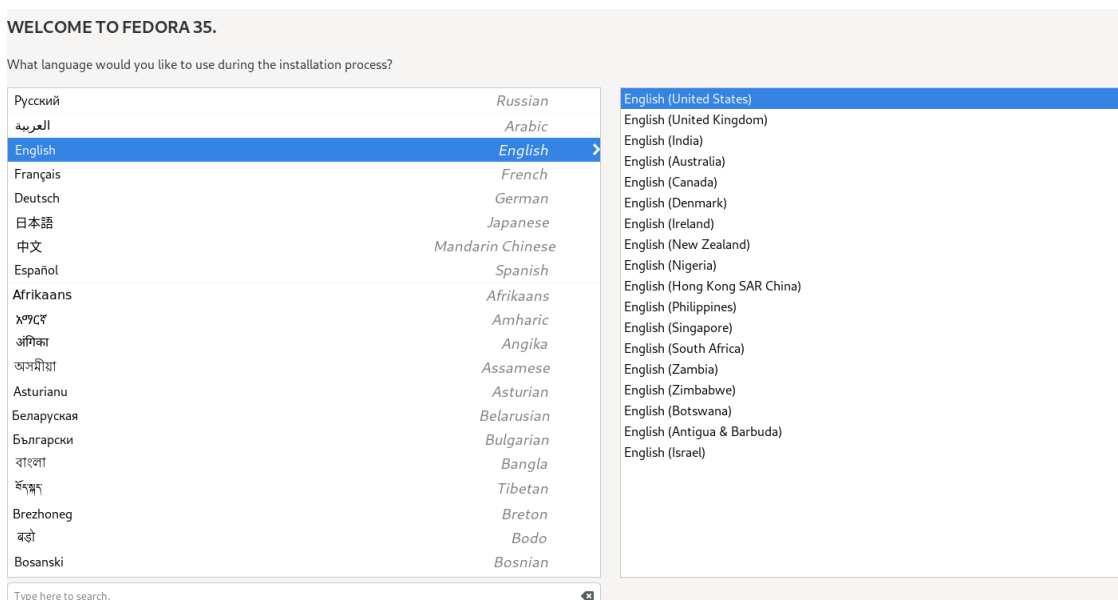 WELCOME TO FEDORA 35.
What language would you like to use during the installation process?
Русский Russian
العربية Arabic
English English
Français French
Deutsch German
日本語 Japanese
中文 Mandarin Chinese
Español Spanish
Afrikaans Afrikaans
አማርኛ Amharic
अंगिका Angika
অসমীয়া Assamese
Asturianu Asturian
Беларуская Belarusian
Български Bulgarian
বাংলা Bangla
བོད་སྐད་ Tibetan
Brezhoneg Breton
बड़ो Bodo
Bosanski Bosnian
Type here to search.
English (United States)
English (United Kingdom)
English (India)
English (Australia)
English (Canada)
English (Denmark)
English (Ireland)
English (New Zealand)
English (Nigeria)
English (Hong Kong SAR China)
English (Philippines)
English (Singapore)
English (South Africa)
English (Zambia)
English (Zimbabwe)
English (Botswana)
English (Antigua & Barbuda)
English (Israel)